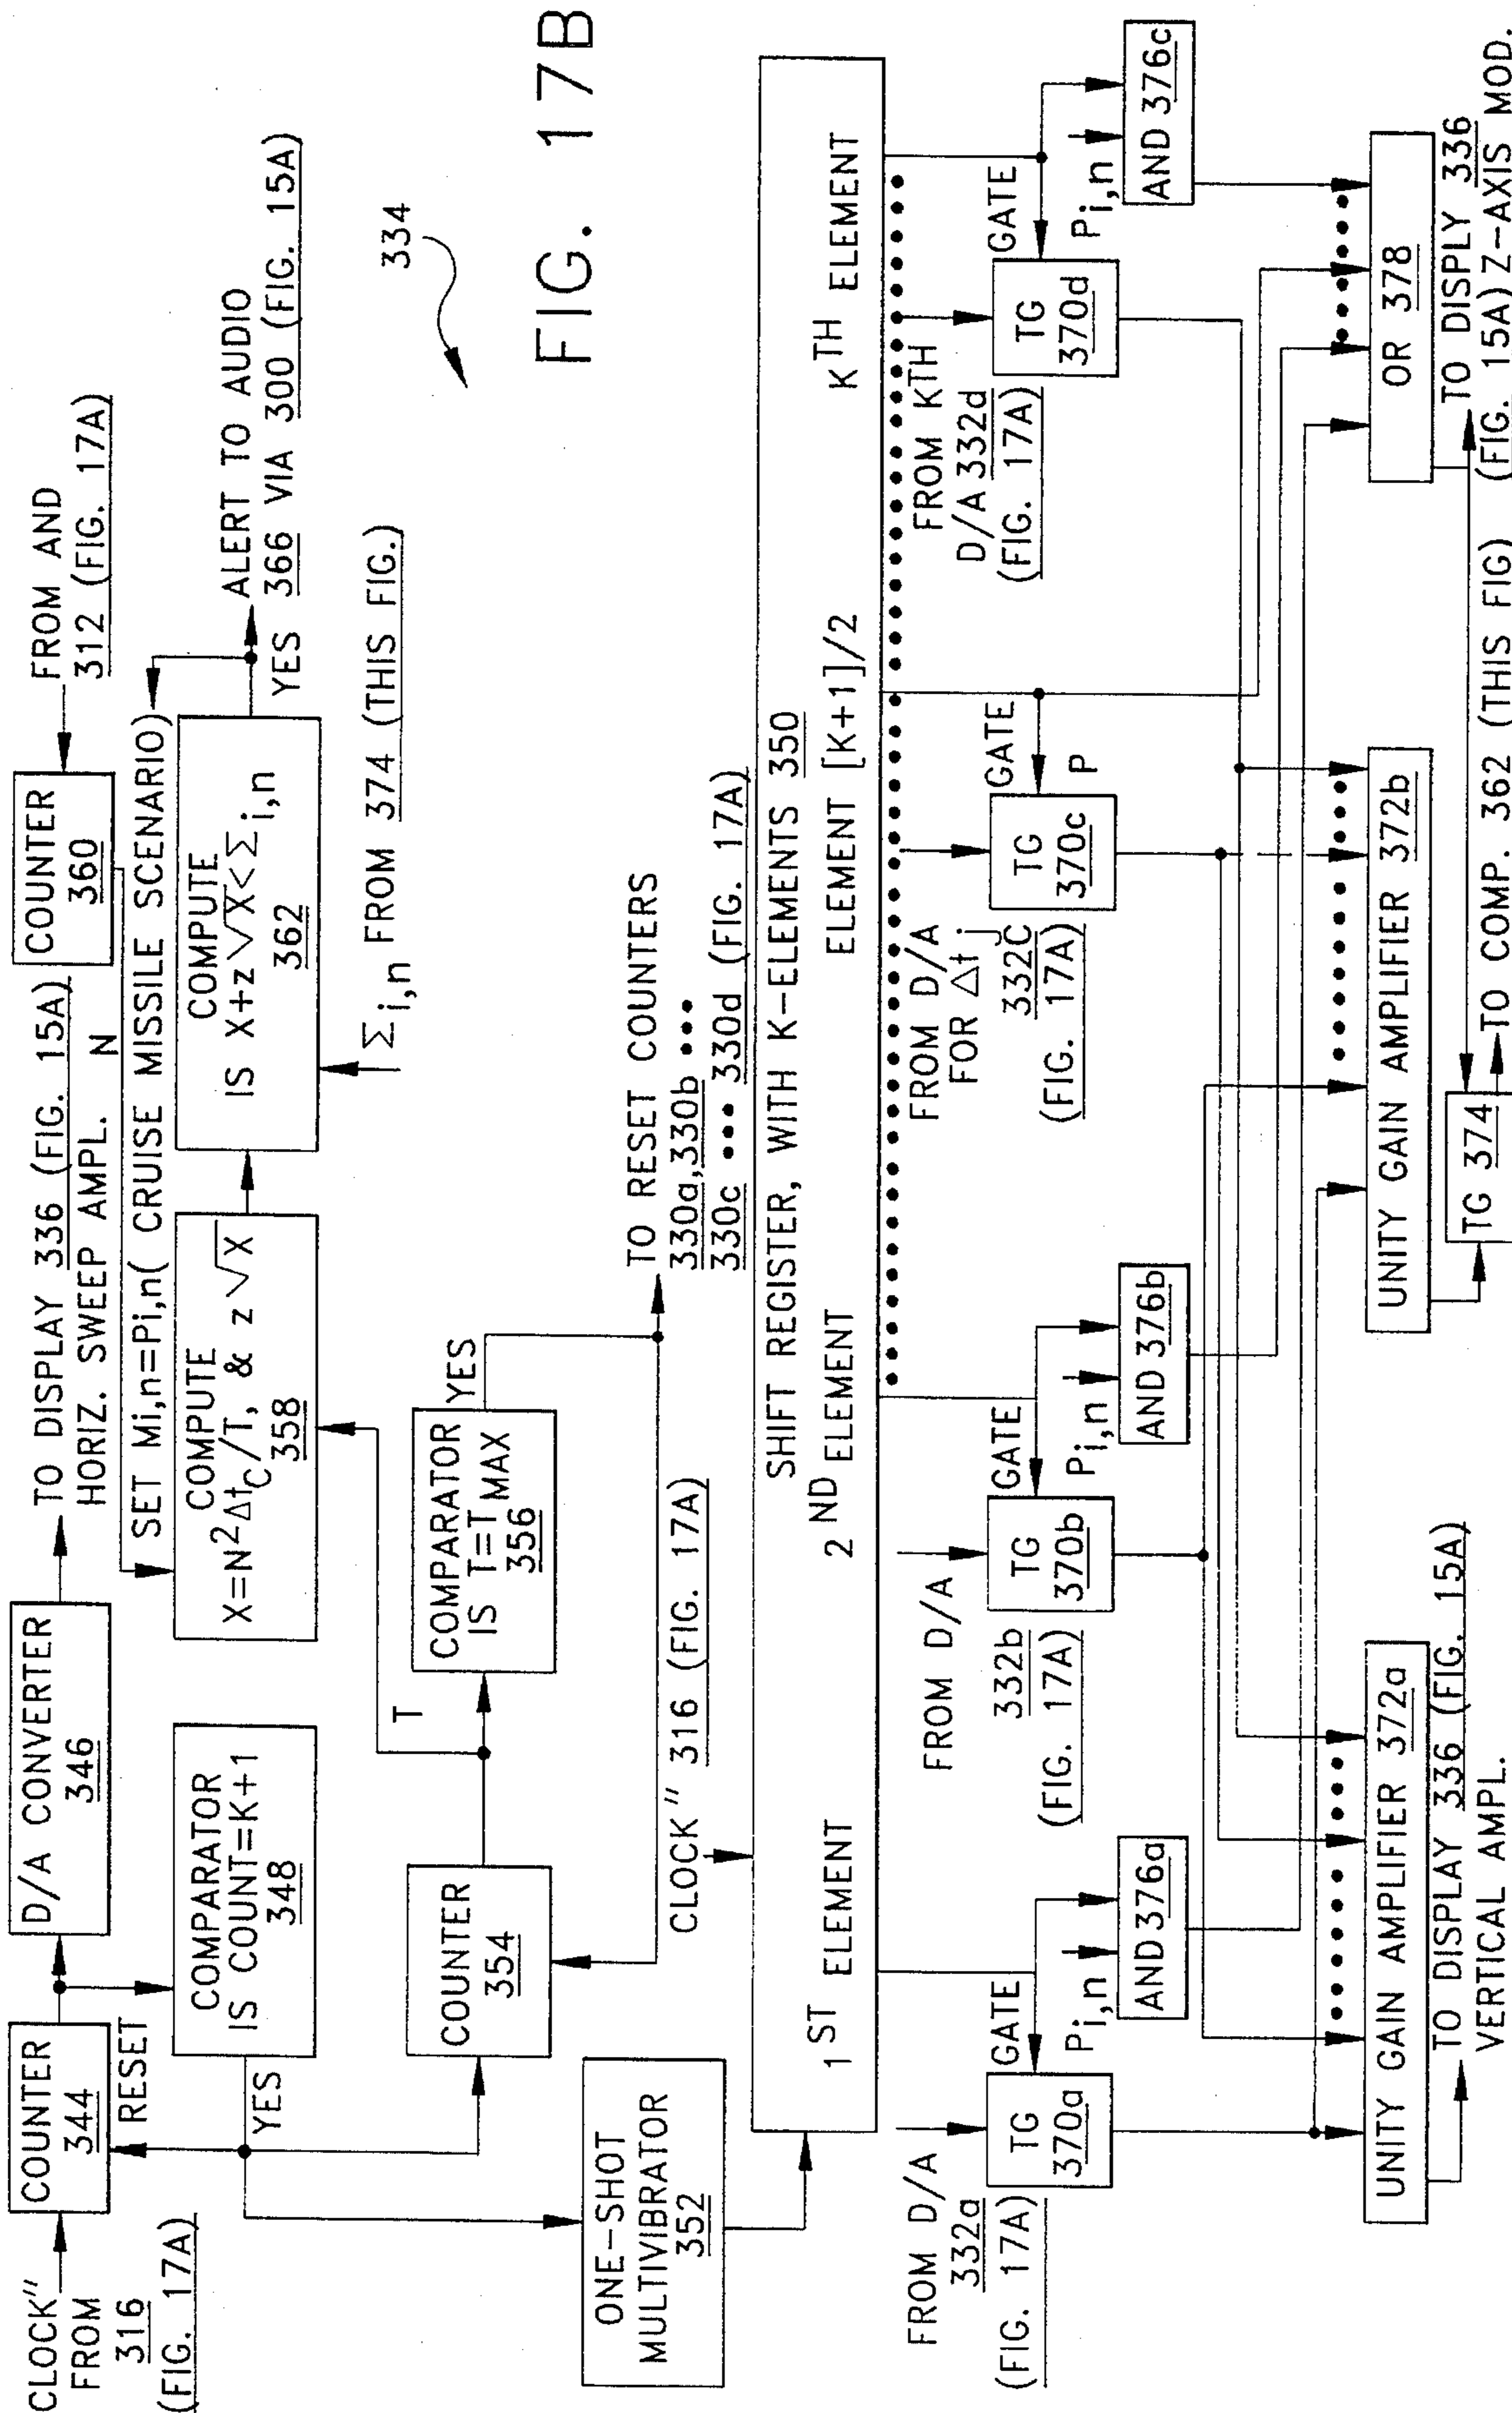 CLOCK"
FROM
316
(FIG. 17A)
COUNTER
344
RESET
D/A CONVERTER
346
TO DISPLAY 336 (FIG. 15A)
HORIZ. SWEEP AMPL.
N
COUNTER
360
FROM AND
312 (FIG. 17A)
COMPARATOR
IS COUNT=K+1
348
YES
SET Mi,n=Pi,n( CRUISE MISSILE SCENARIO)
COMPUTE
X=N²ΔtC/T, & z√X
358
COMPUTE
IS X+z√X<Σi,n
362
YES
ALERT TO AUDIO
366 VIA 300 (FIG. 15A)
Σi,n FROM 374 (THIS FIG.)
334
T
COUNTER
354
COMPARATOR
IS T=TMAX
356
YES
TO RESET COUNTERS
330a,330b •••
330c •••• 330d (FIG. 17A)
ONE-SHOT
MULTIVIBRATOR
352
CLOCK" 316 (FIG. 17A)
FIG. 17B
SHIFT REGISTER, WITH K-ELEMENTS 350
1ST ELEMENT
2ND ELEMENT
ELEMENT [K+1]/2
KTH ELEMENT
FROM D/A
332a
(FIG. 17A)
TG
370a
GATE
Pi,n
AND 376a
FROM D/A
332b
(FIG. 17A)
TG
370b
GATE
Pi,n
AND 376b
FROM D/A
FOR Δtj
332C
(FIG. 17A)
TG
370c
GATE
P
FROM KTH
D/A 332d
(FIG. 17A)
TG
370d
GATE
Pi,n
AND 376c
UNITY GAIN AMPLIFIER 372a
TO DISPLAY 336 (FIG. 15A)
VERTICAL AMPL.
UNITY GAIN AMPLIFIER 372b
TG 374
TO COMP. 362 (THIS FIG)
OR 378
TO DISPLY 336
(FIG. 15A) Z-AXIS MOD.